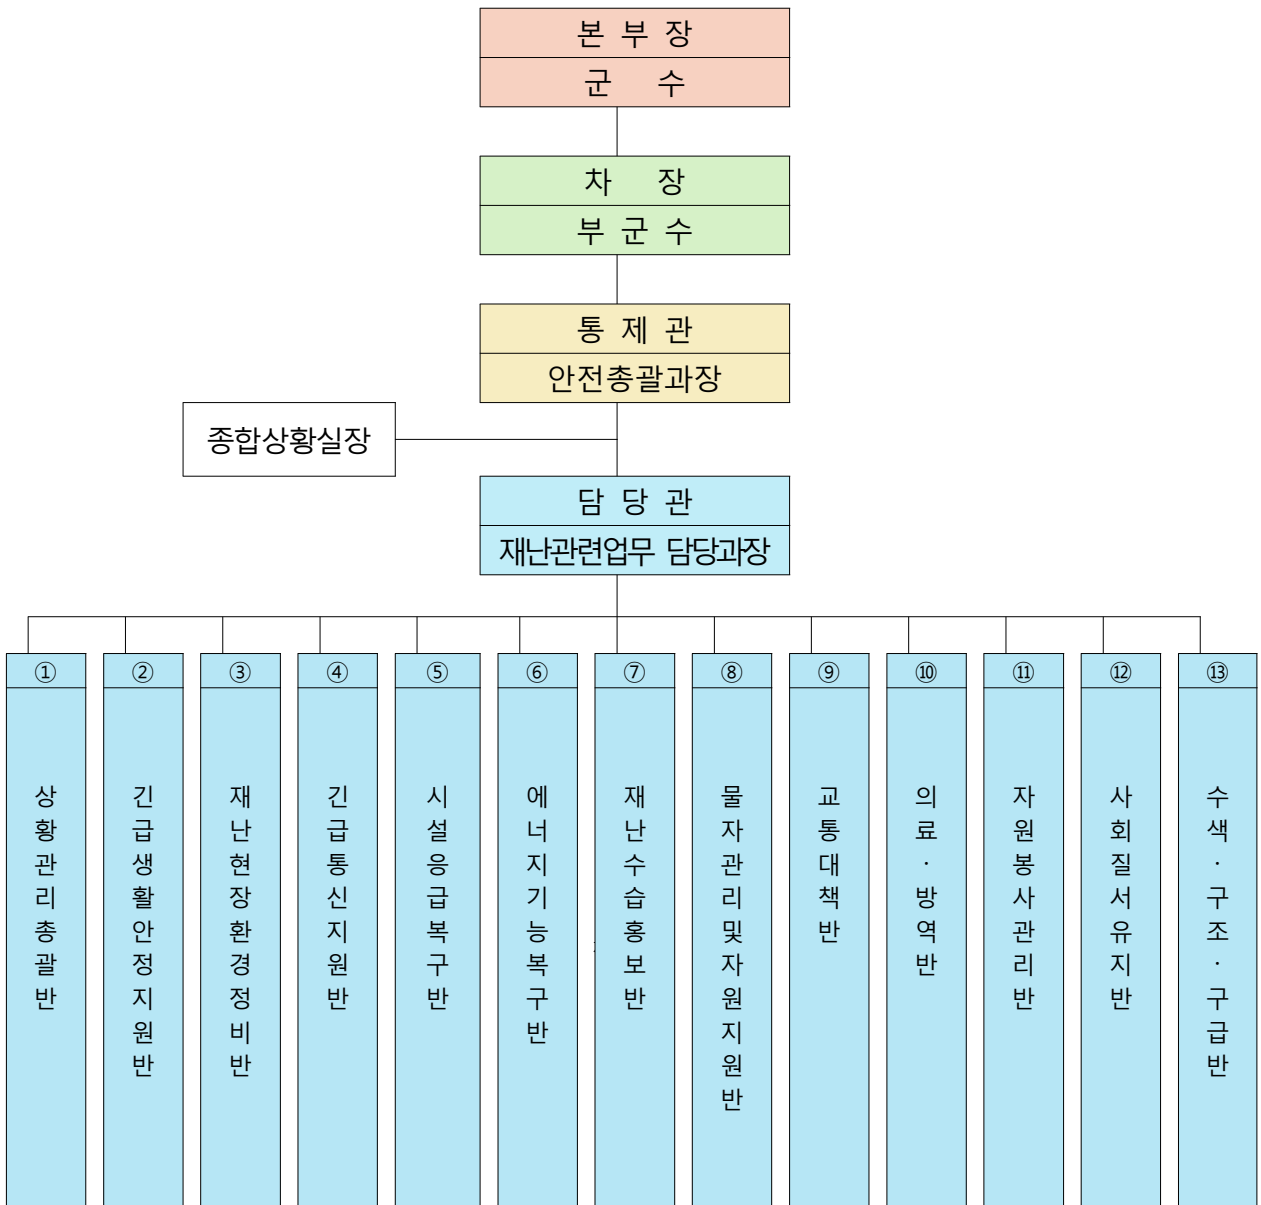 본 부 장
군 수
차 장
부 군 수
통 제 관
안전총괄과장
종합상황실장
담 당 관
재난관련업무 담당과장
① ② ③ ④ ⑤ ⑥ ⑦ ⑧ ⑨ ⑩ ⑪ ⑫ ⑬
상황관리총괄반
긴급생활안정지원반
재난현장환경정비반
긴급통신지원반
시설응급복구반
에너지기능복구반
재난수습홍보반
물자관리및자원지원반
교통대책반
의료·방역반
자원봉사관리반
사회질서유지반
수색·구조·구급반